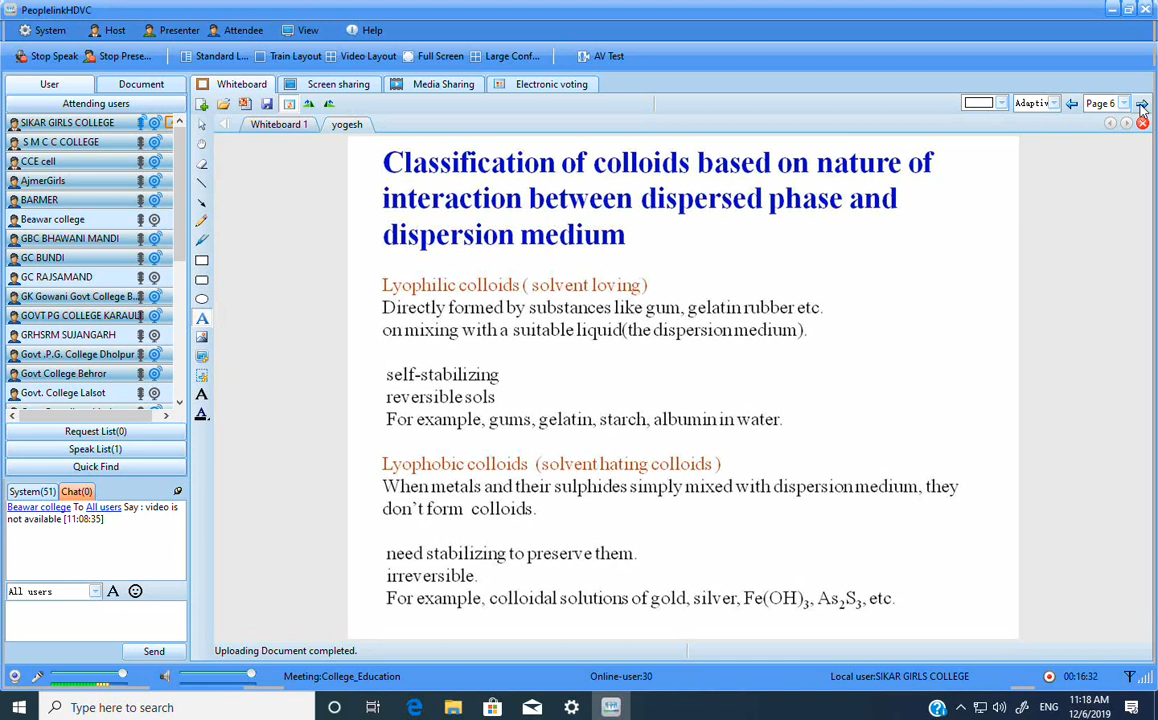 PeoplelinkHDVC
System Host Presenter Attendee View Help
Stop Speak Stop Prese... Standard L... Train Layout Video Layout Full Screen Large Conf... AV Test
User Document
Whiteboard Screen sharing Media Sharing Electronic voting
Attending users
Adaptiv Page 6
Whiteboard 1 yogesh
SIKAR GIRLS COLLEGE
S M C C COLLEGE
CCE cell
AjmerGirls
BARMER
Beawar college
GBC BHAWANI MANDI
GC BUNDI
GC RAJSAMAND
GK Gowani Govt College B...
GOVT PG COLLEGE KARAULI
GRHSRM SUJANGARH
Govt .P.G. College Dholpur
Govt College Behror
Govt. College Lalsot
Request List(0)
Speak List(1)
Quick Find
System(51) Chat(0)
Beawar college To All users Say : video is
not available [11:08:35]
All users
Send
Classification of colloids based on nature of
interaction between dispersed phase and
dispersion medium
Lyophilic colloids ( solvent loving)
Directly formed by substances like gum, gelatin rubber etc.
on mixing with a suitable liquid(the dispersion medium).
self-stabilizing
reversible sols
For example, gums, gelatin, starch, albumin in water.
Lyophobic colloids (solvent hating colloids )
When metals and their sulphides simply mixed with dispersion medium, they
don't form colloids.
need stabilizing to preserve them.
irreversible.
For example, colloidal solutions of gold, silver, Fe(OH)₃, As₂S₃, etc.
Uploading Document completed.
Meeting:College_Education Online-user:30 Local user:SIKAR GIRLS COLLEGE 00:16:32
Type here to search
ENG
11:18 AM
12/6/2019